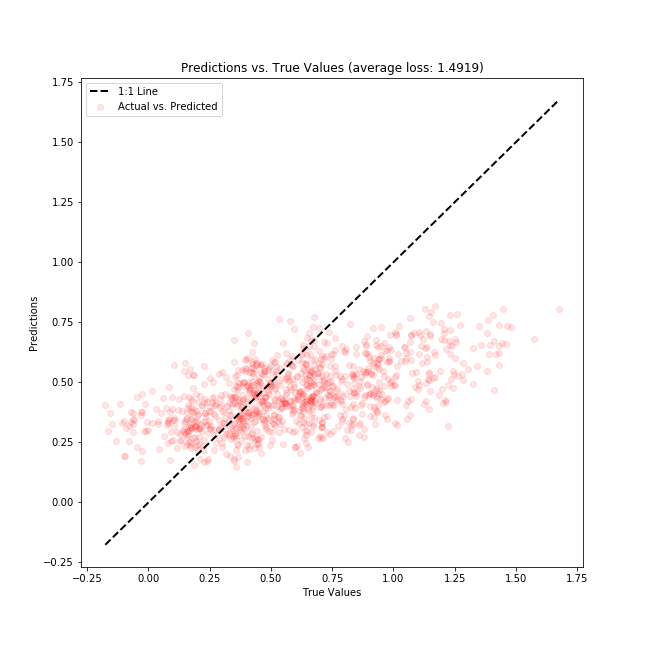 Predictions vs. True Values (average loss: 1.4919)
1:1 Line
Actual vs. Predicted
1.75
1.50
1.25
1.00
0.75
0.50
0.25
0.00
−0.25
Predictions
−0.25 0.00 0.25 0.50 0.75 1.00 1.25 1.50 1.75
True Values